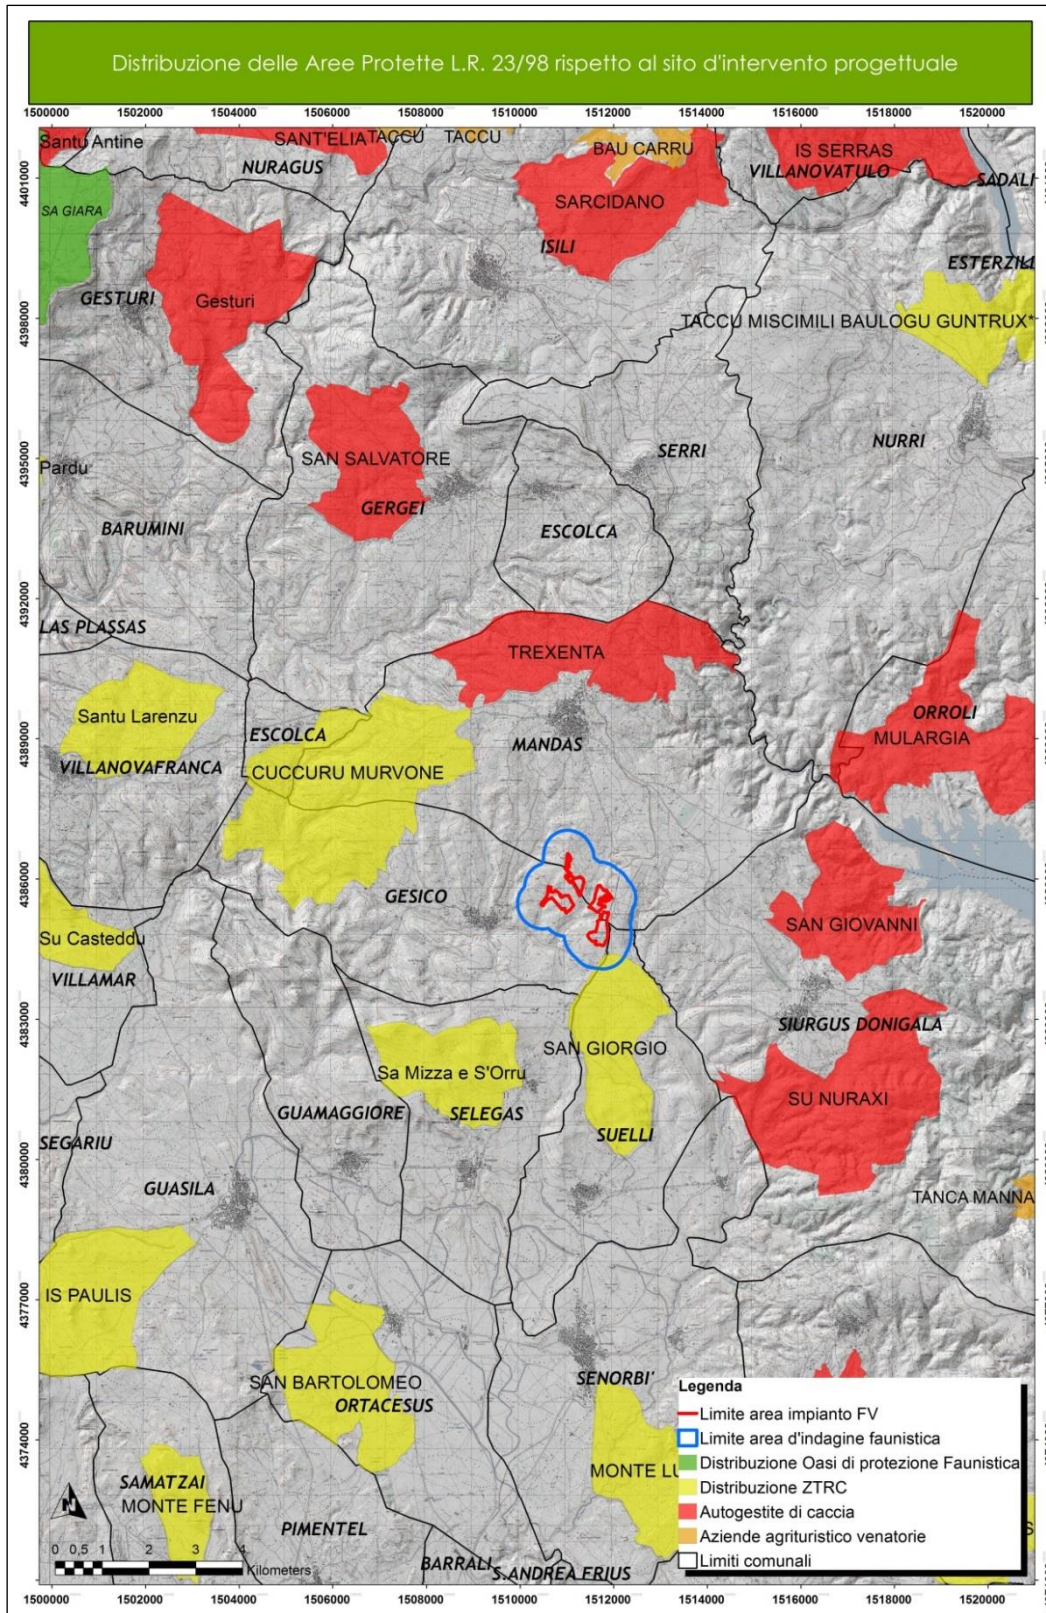 Distribuzione delle Aree Protette L.R. 23/98 rispetto al sito d'intervento progettuale
1500000 1502000 1504000 1506000 1508000 1510000 1512000 1514000 1516000 1518000 1520000
Santu Antine
SANT'ELIA
TACCU
TACCU
BAU CARRU
IS SERRAS
NURAGUS
VILLANOVATULO
SADALI
4401000
SA GIARA
SARCIDANO
ISILI
ESTERZILI
GESTURI
Gesturi
4398000
TACCU MISCIMILI BAULOGU GUNTRUX*
SERRI
NURRI
4395000
Pardu
SAN SALVATORE
GERGEI
BARUMINI
ESCOLCA
4392000
LAS PLASSAS
TREXENTA
Santu Larenzu
ESCOLCA
ORROLI
4389000
MANDAS
MULARGIA
VILLANOVAFRANCA
CUCCURU MURVONE
4386000
GESICO
SAN GIOVANNI
Su Casteddu
VILLAMAR
4383000
SIURGUS DONIGALA
SAN GIORGIO
Sa Mizza e S'Orru
SU NURAXI
GUAMAGGIORE
SELEGAS
SUELLI
SEGARIU
4380000
GUASILA
TANCA MANNA
IS PAULIS
4377000
SAN BARTOLOMEO
SENORBI'
ORTACESUS
4374000
MONTE LU
SAMATZAI
MONTE FENU
PIMENTEL
BARRALI
S.ANDREA FRIUS
S
Legenda
Limite area impianto FV
Limite area d'indagine faunistica
Distribuzione Oasi di protezione Faunistica
Distribuzione ZTRC
Autogestite di caccia
Aziende agrituristico venatorie
Limiti comunali
N
0 0,5 1 2 3 4
Kilometers
1500000 1502000 1504000 1506000 1508000 1510000 1512000 1514000 1516000 1518000 1520000